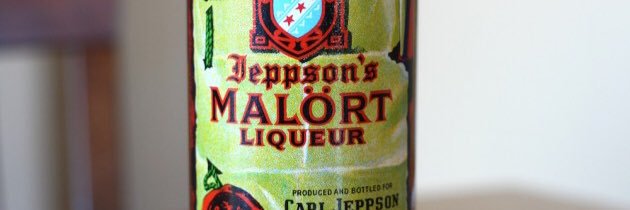 Jeppson's
MALÖRT
LIQUEUR
PRODUCED AND BOTTLED FOR
CARL JEPPSON